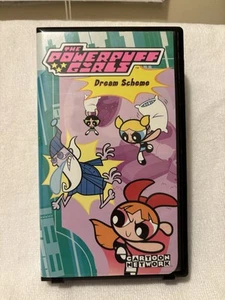 THE
POWERPUFF
GIRLS
Dream Scheme
CARTOON
NETWORK